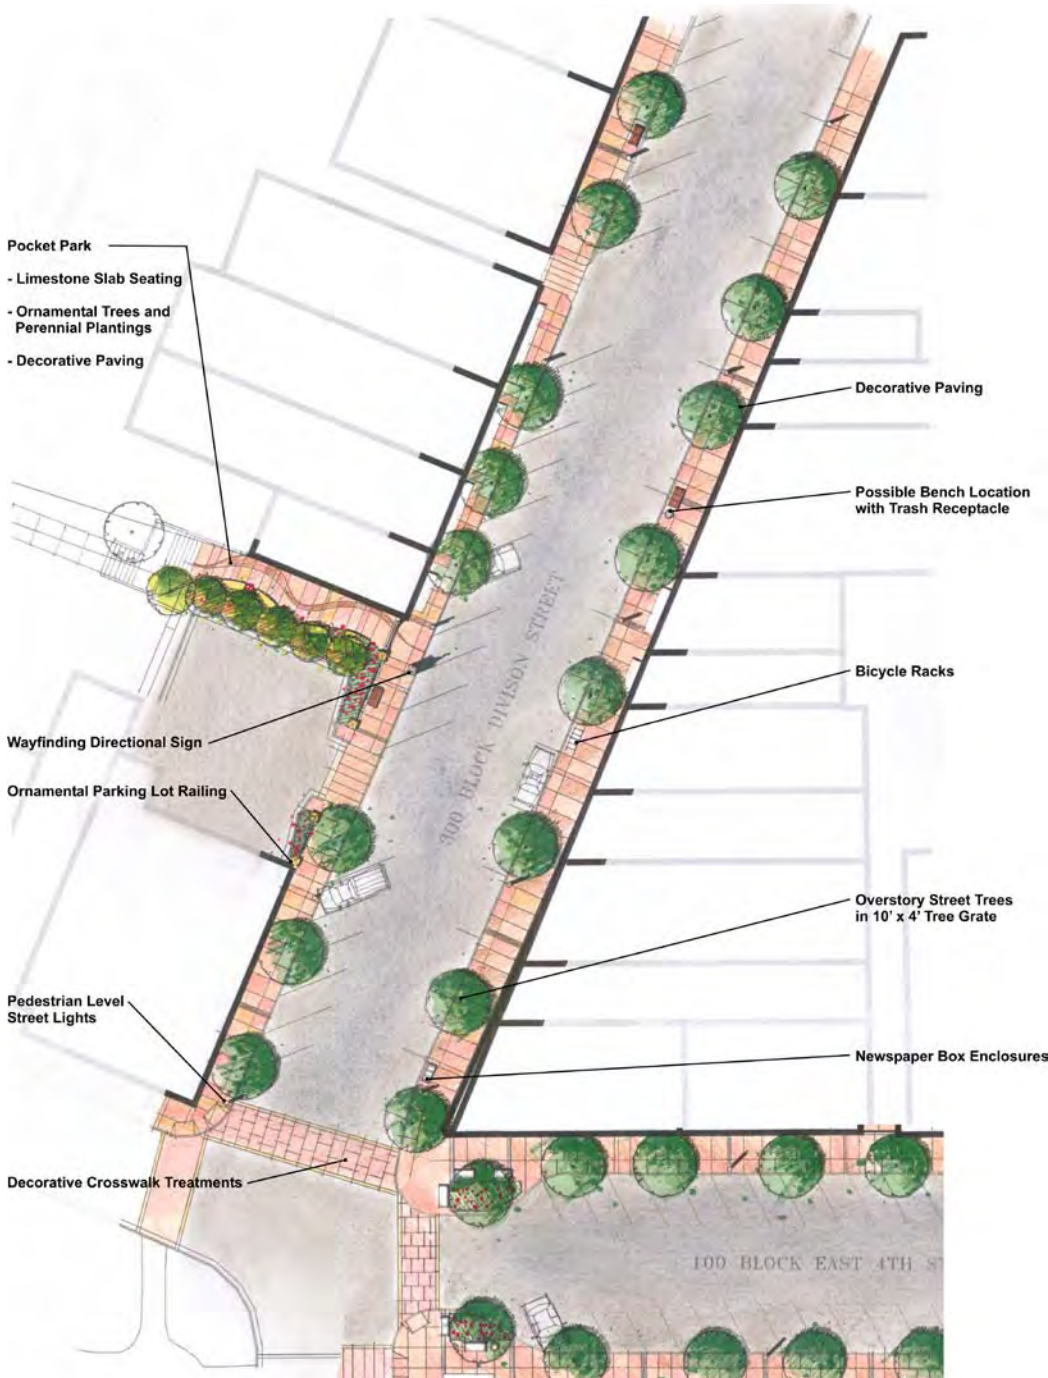 Pocket Park
- Limestone Slab Seating
- Ornamental Trees and
Perennial Plantings
- Decorative Paving
Decorative Paving
Possible Bench Location
with Trash Receptacle
300 BLOCK DIVISON STREET
Bicycle Racks
Wayfinding Directional Sign
Ornamental Parking Lot Railing
Overstory Street Trees
in 10' x 4' Tree Grate
Pedestrian Level
Street Lights
Newspaper Box Enclosures
Decorative Crosswalk Treatments
100 BLOCK EAST 4TH S